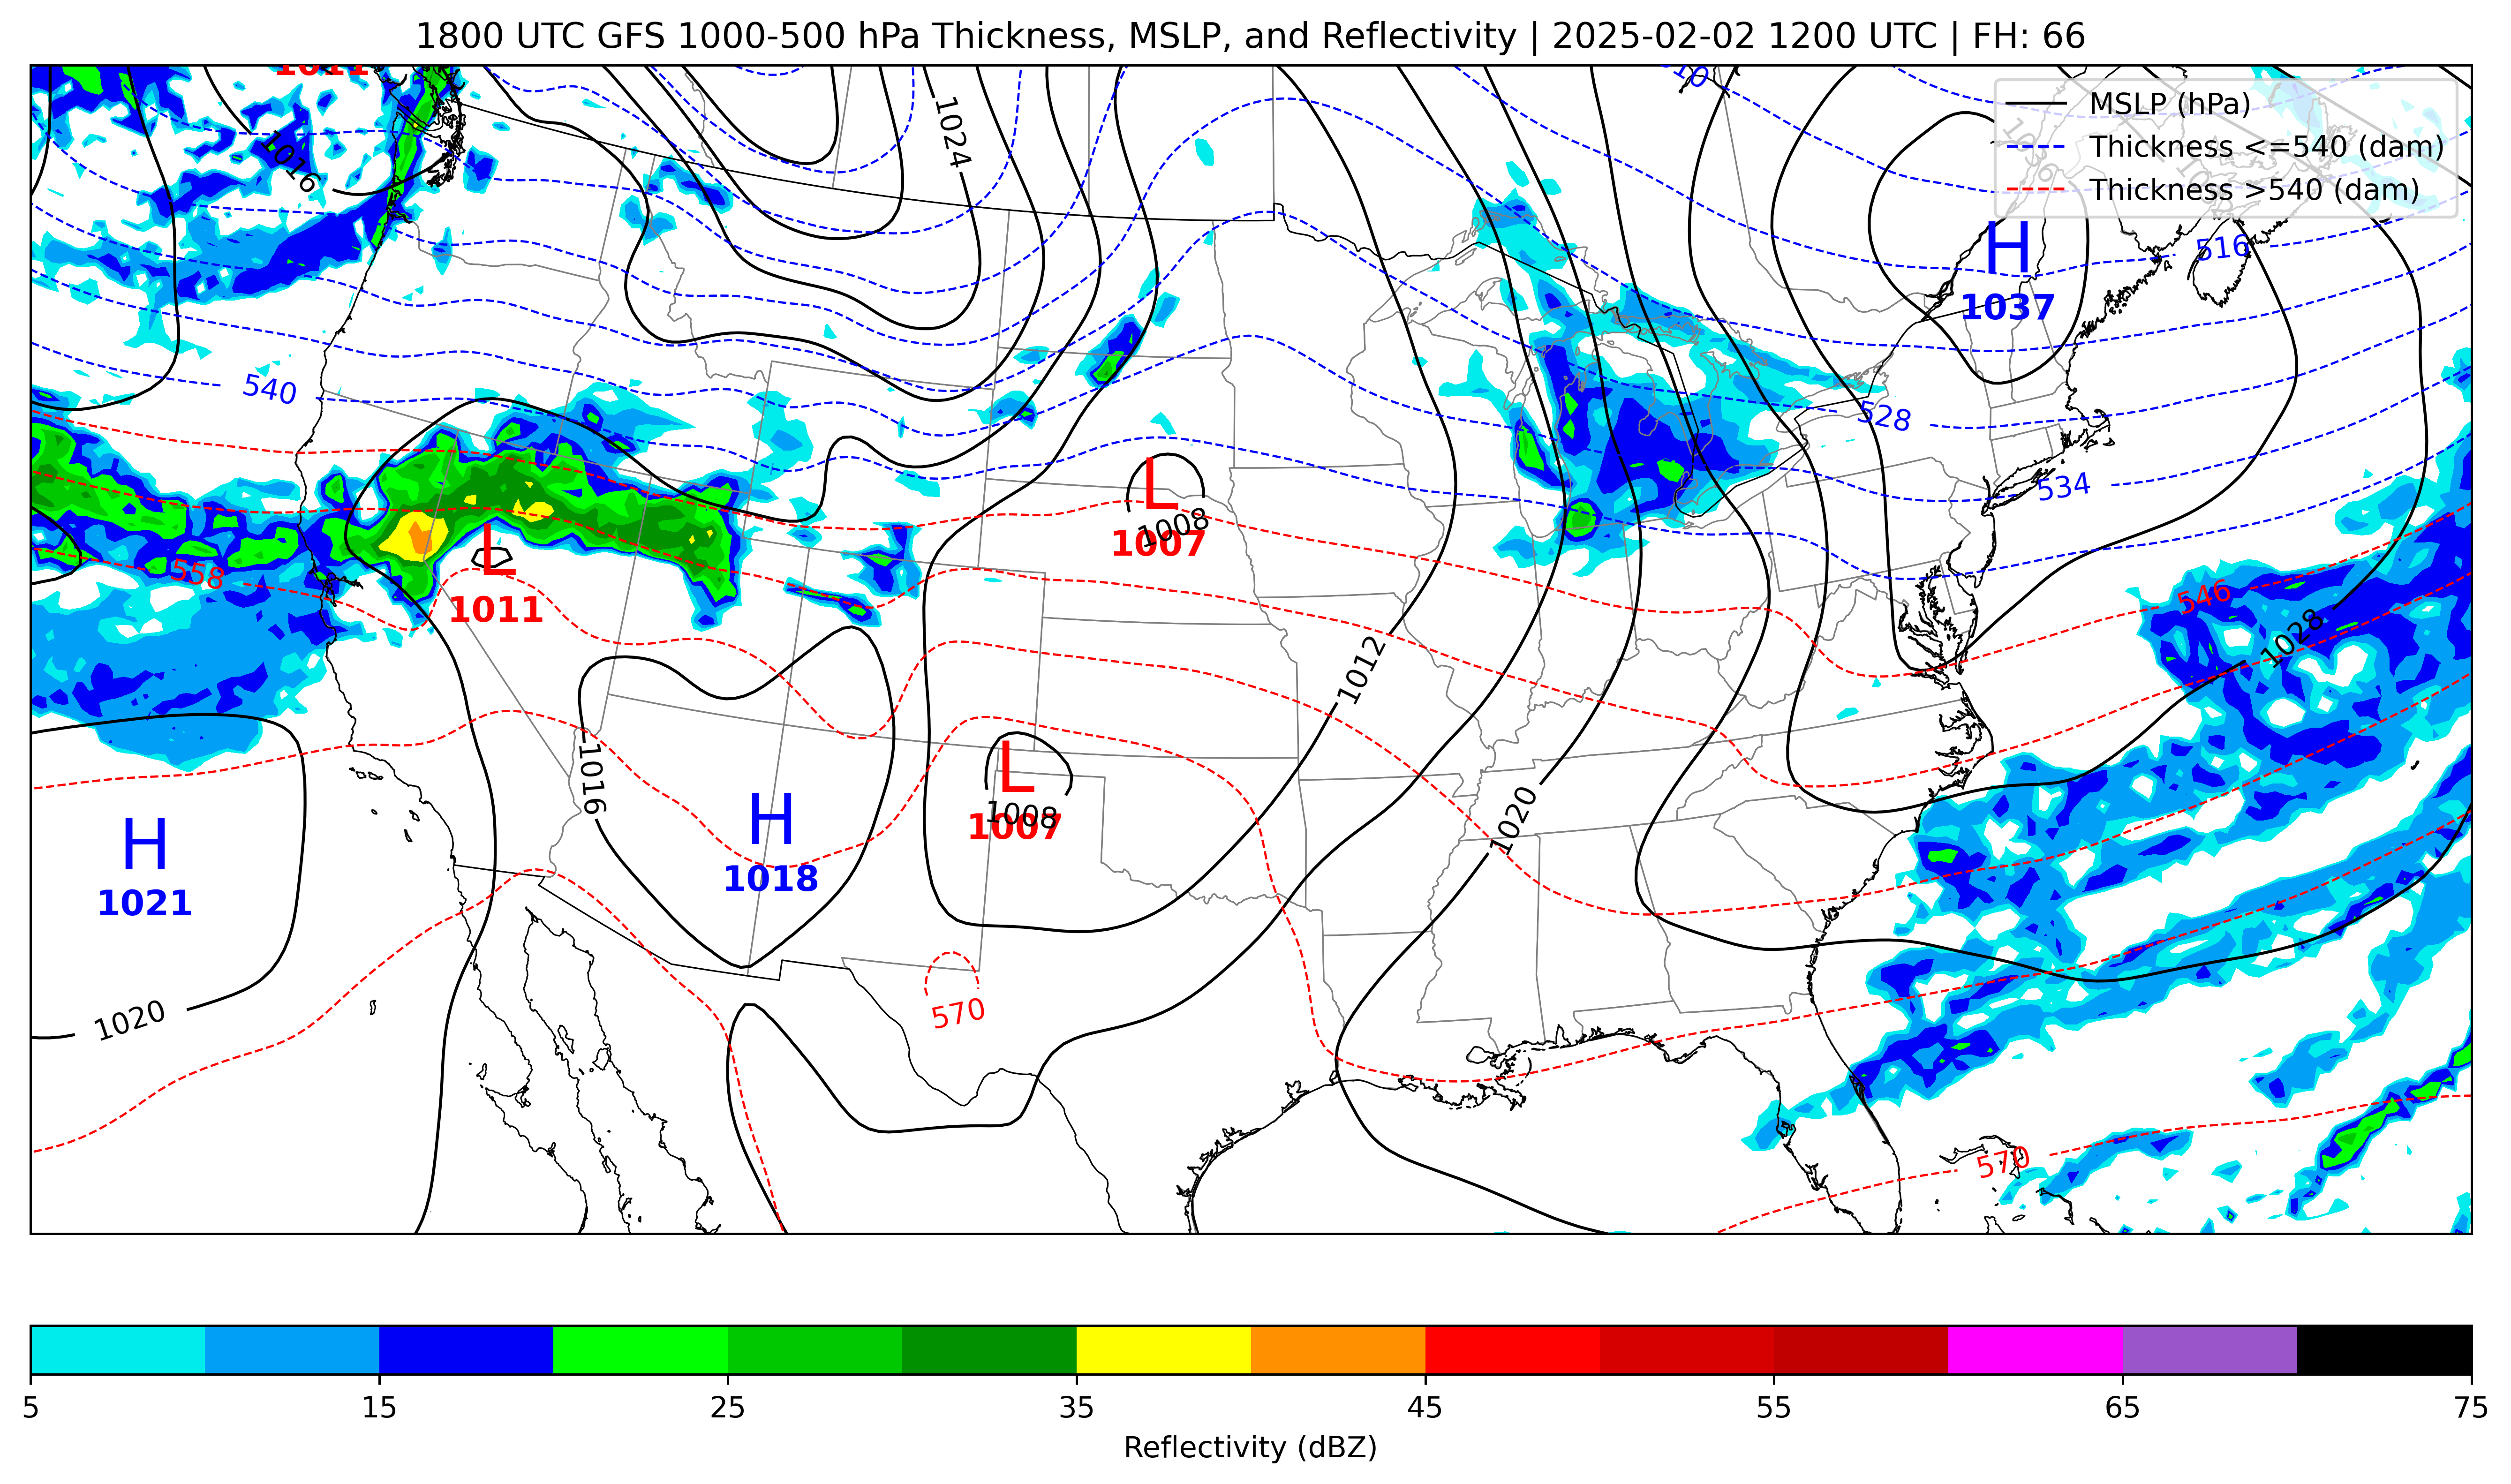 1800 UTC GFS 1000-500 hPa Thickness, MSLP, and Reflectivity | 2025-02-02 1200 UTC | FH: 66
1011
MSLP (hPa)
Thickness <=540 (dam)
Thickness >540 (dam)
1024
1016
H
1037
516
540
528
534
L
1008
1007
558
L
1011
546
1028
1012
1016
L
1008
1007
H
1018
H
1021
1020
1020
570
570
5 15 25 35 45 55 65 75
Reflectivity (dBZ)